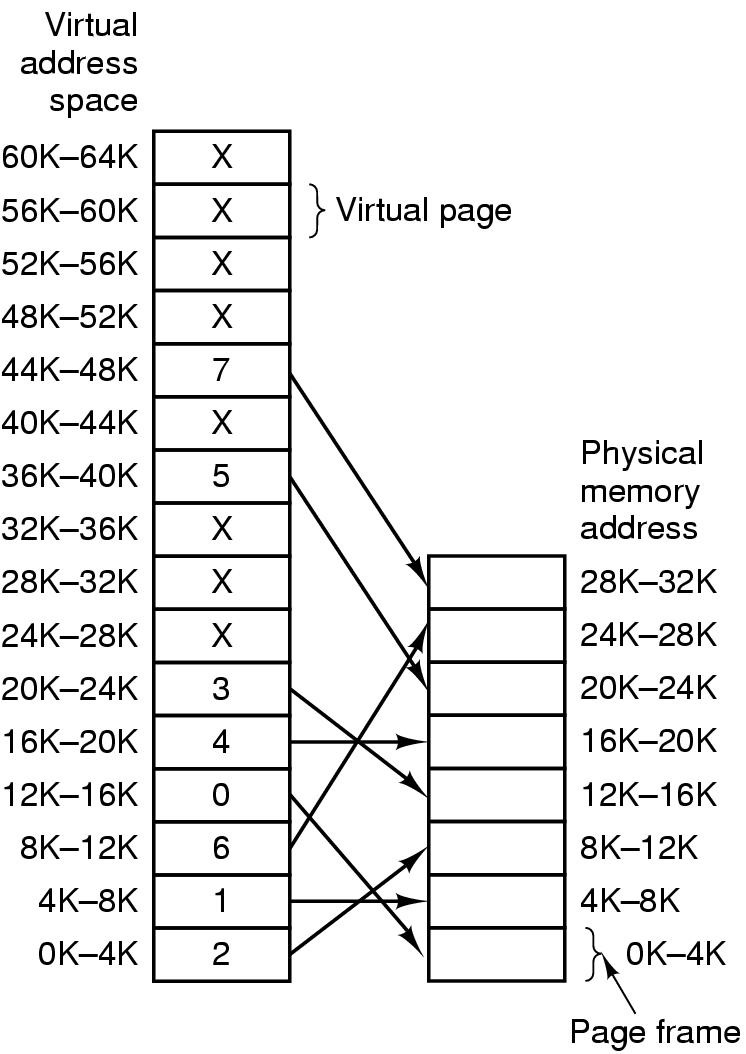 Virtual
address
space
60K–64K X
56K–60K X Virtual page
52K–56K X
48K–52K X
44K–48K 7
40K–44K X
36K–40K 5
32K–36K X
28K–32K X
24K–28K X
20K–24K 3
16K–20K 4
12K–16K 0
8K–12K 6
4K–8K 1
0K–4K 2
Physical
memory
address
28K–32K
24K–28K
20K–24K
16K–20K
12K–16K
8K–12K
4K–8K
0K–4K
Page frame